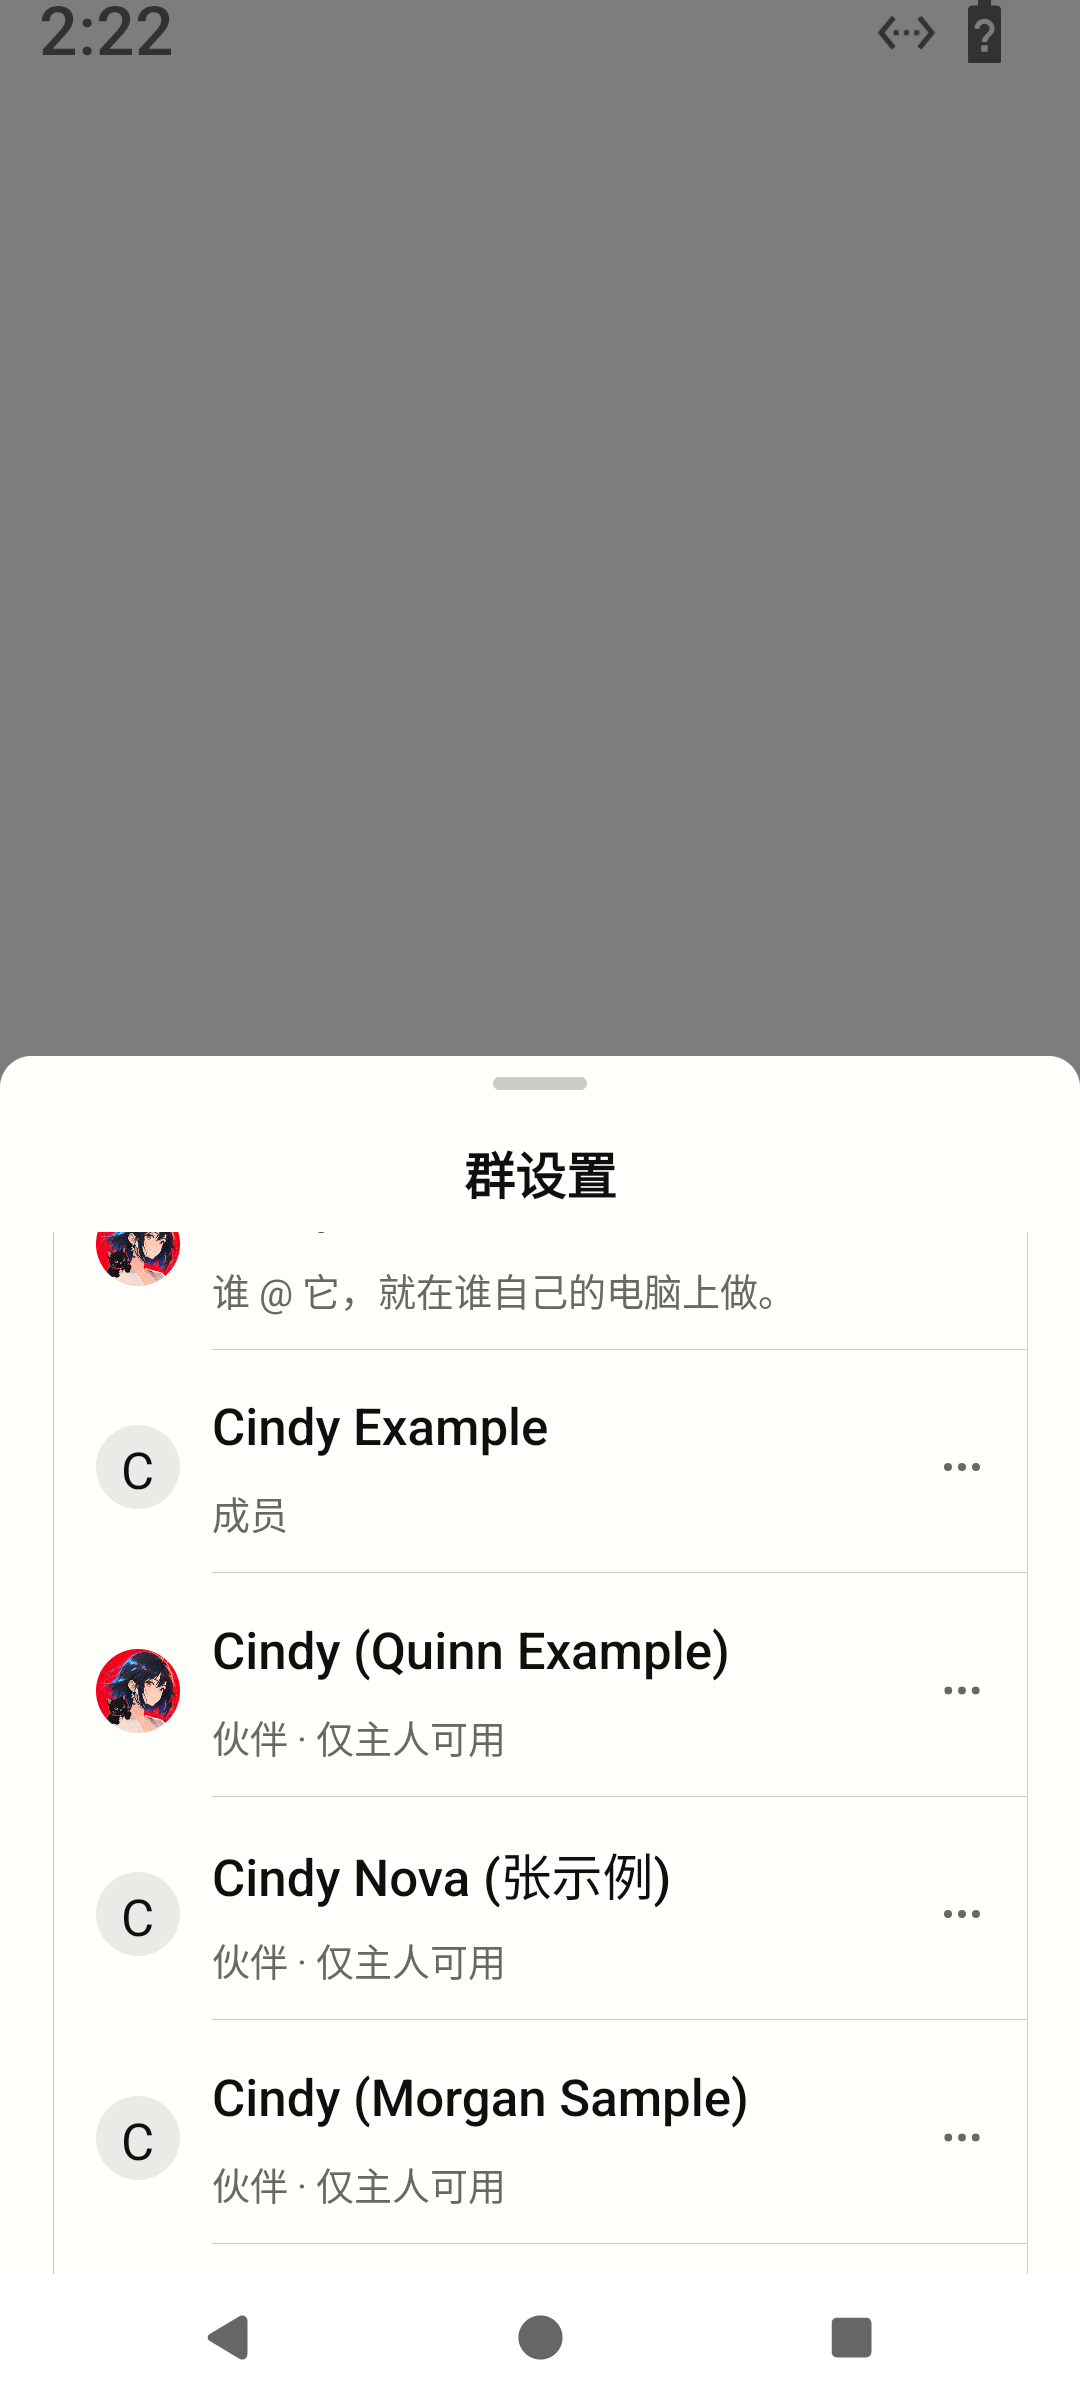 2:22
群设置
谁 @ 它，就在谁自己的电脑上做。
C
Cindy Example
成员
Cindy (Quinn Example)
伙伴 · 仅主人可用
C
Cindy Nova (张示例)
伙伴 · 仅主人可用
C
Cindy (Morgan Sample)
伙伴 · 仅主人可用